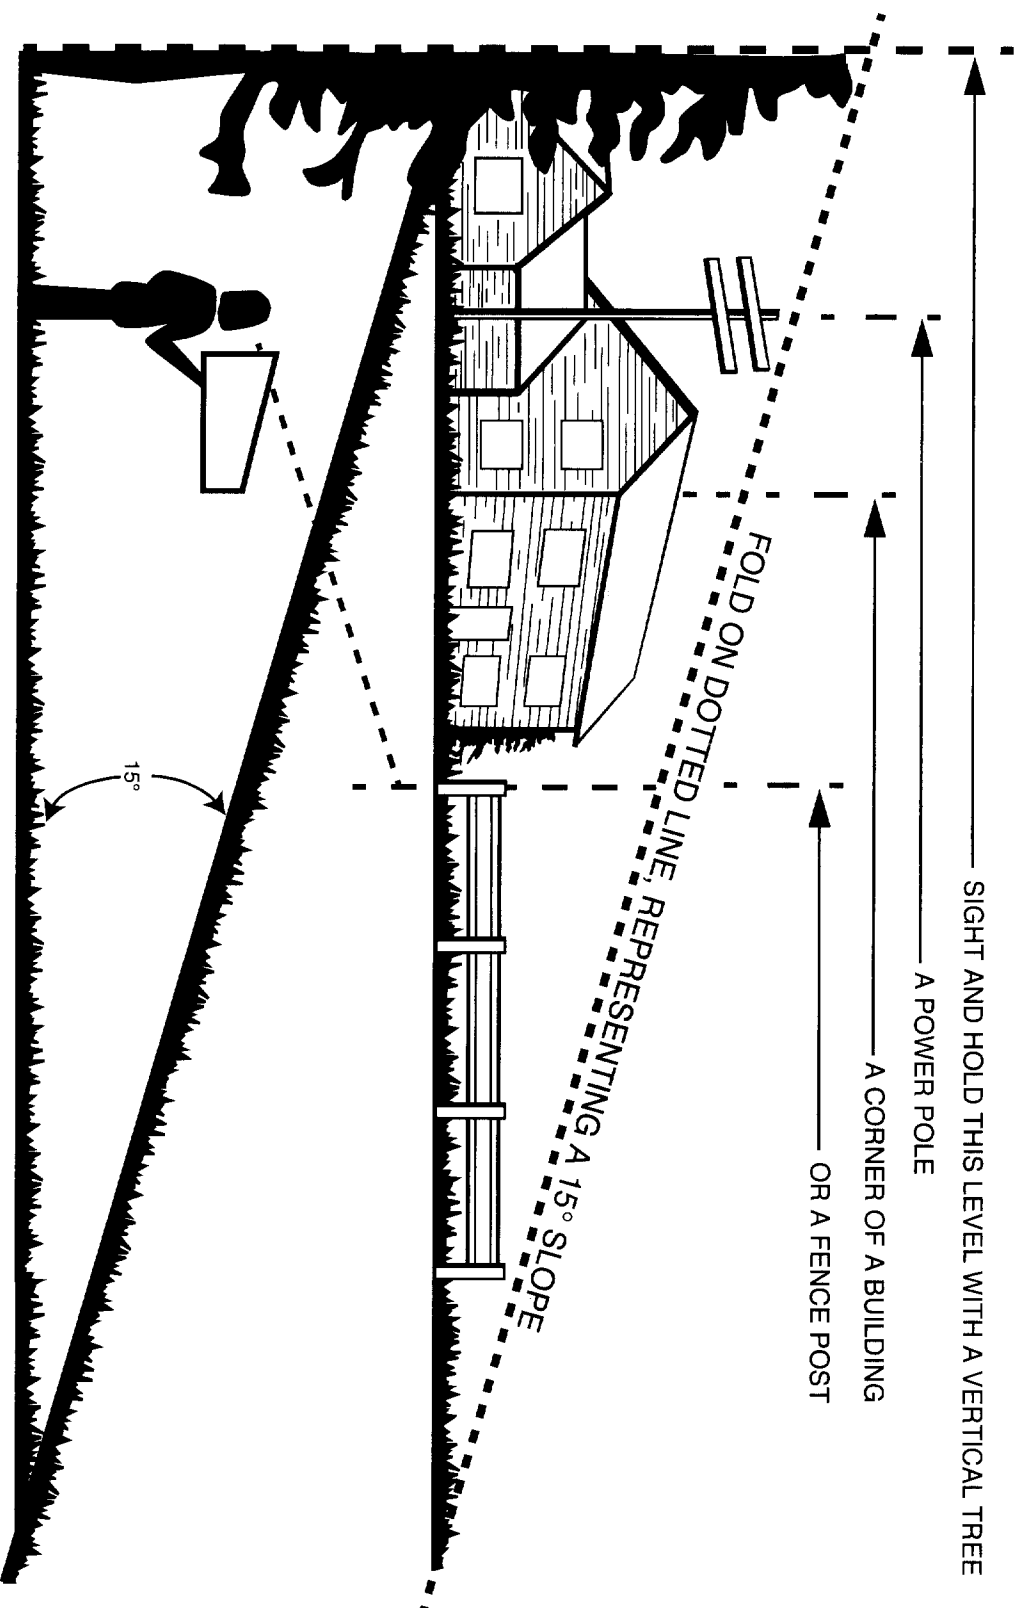 SIGHT AND HOLD THIS LEVEL WITH A VERTICAL TREE
A POWER POLE
A CORNER OF A BUILDING
OR A FENCE POST
FOLD ON DOTTED LINE, REPRESENTING A 15° SLOPE
15°